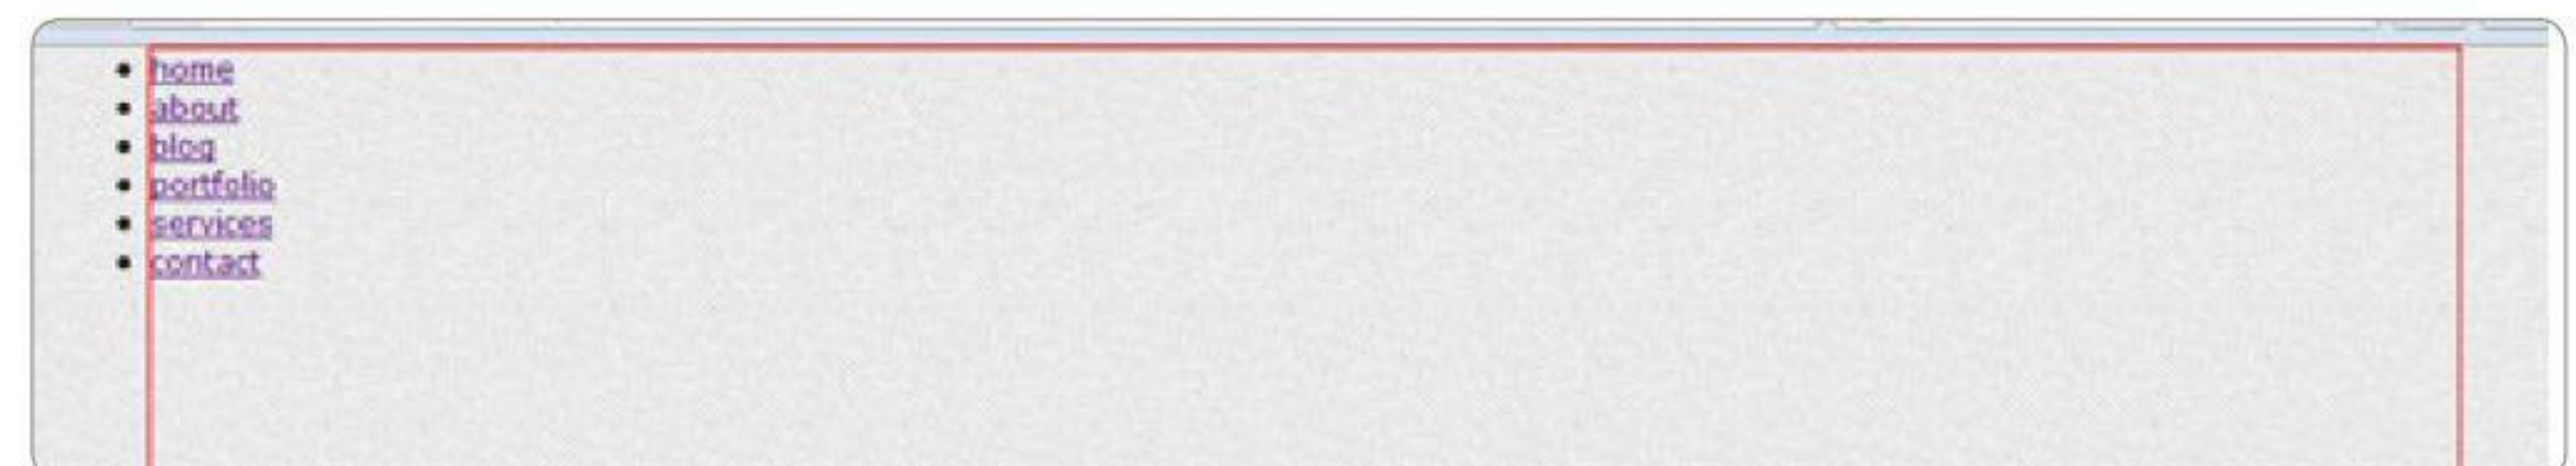 home
about
blog
portfolio
services
contact